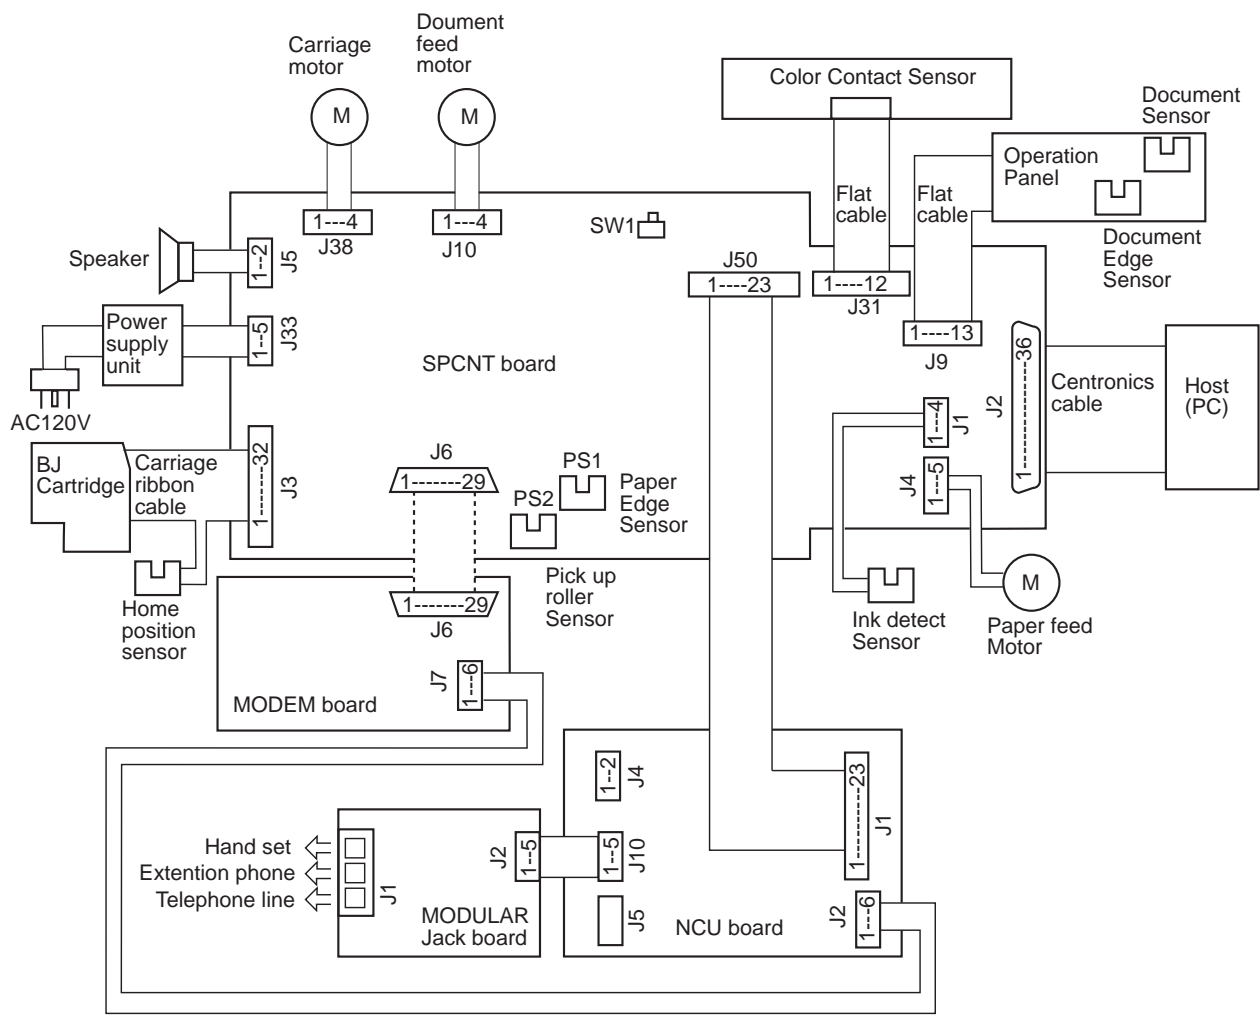 Carriage
motor
Doument
feed
motor
M
M
Color Contact Sensor
Document
Sensor
Operation
Panel
Document
Edge
Sensor
Flat
cable
Flat
cable
1---4
J38
1---4
J10
SW1
Speaker
1--2
J5
J50
1----23
1----12
J31
1----13
J9
Power
supply
unit
1--5
J33
AC120V
SPCNT board
J2
1----------36
Centronics
cable
Host
(PC)
1---4
J1
J4
1---5
BJ
Cartridge
Carriage
ribbon
cable
1-------32
J3
J6
1-------29
PS1
PS2
Paper
Edge
Sensor
Home
position
sensor
1-------29
J6
Pick up
roller
Sensor
Ink detect
Sensor
M
Paper feed
Motor
J7
1--6
MODEM board
1--2
J4
1--------23
J1
Hand set
Extention phone
Telephone line
J1
J2
1--5
1--5
J10
MODULAR
Jack board
J5
NCU board
J2
1---6